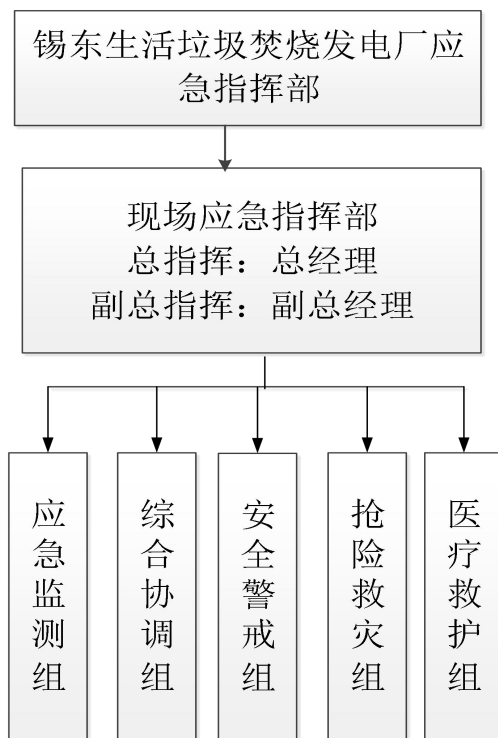 锡东生活垃圾焚烧发电厂应
急指挥部
现场应急指挥部
总指挥：总经理
副总指挥：副总经理
应急监测组
综合协调组
安全警戒组
抢险救灾组
医疗救护组